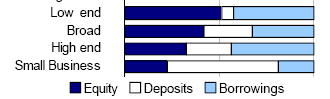 Low end
Broad
High end
Small Business
Equity Deposits Borrowings